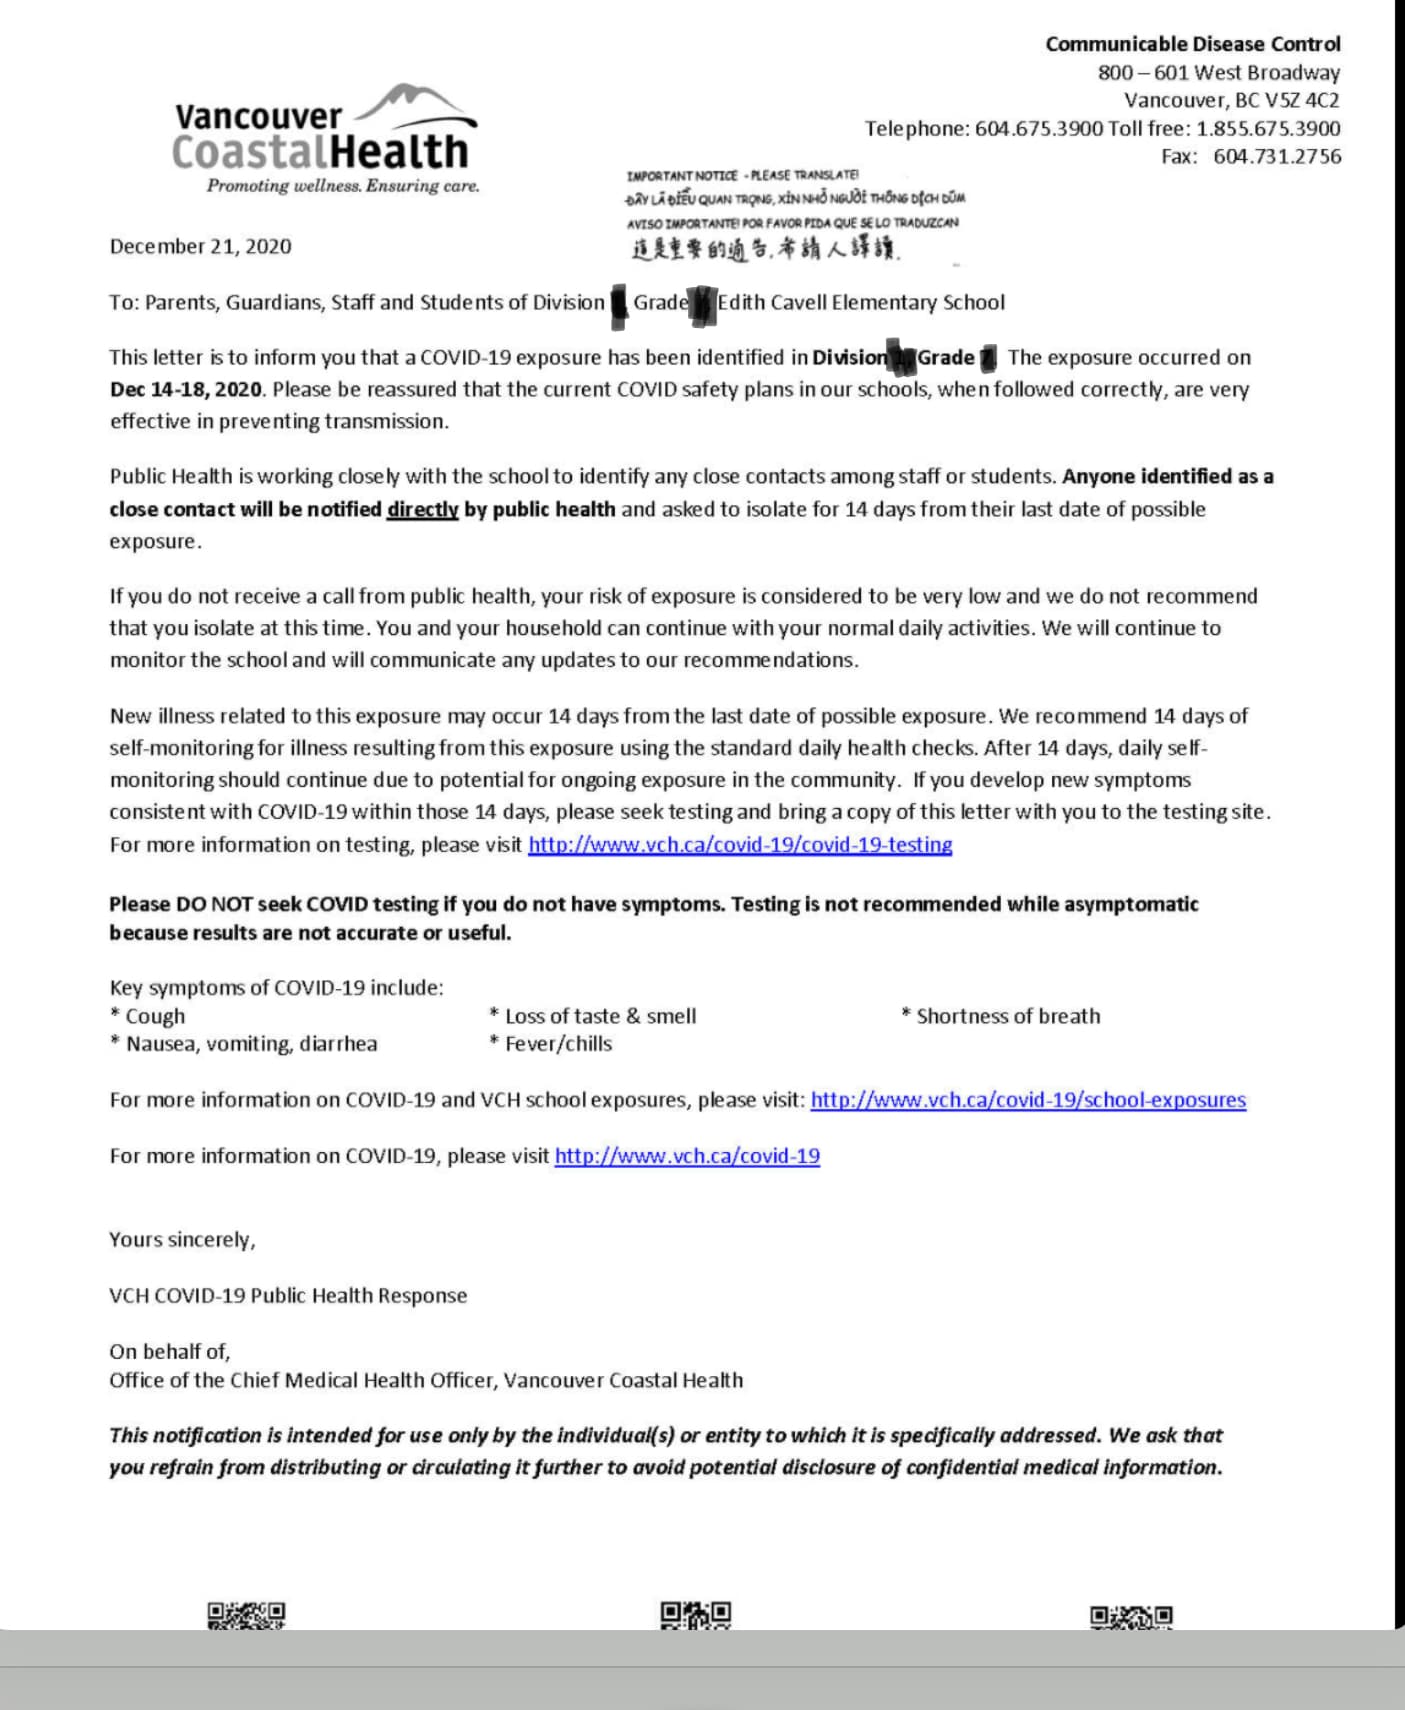 Communicable Disease Control
800 – 601 West Broadway
Vancouver, BC V5Z 4C2
Telephone: 604.675.3900 Toll free: 1.855.675.3900
Fax: 604.731.2756
Vancouver
CoastalHealth
Promoting wellness. Ensuring care.
IMPORTANT NOTICE - PLEASE TRANSLATE!
ĐÂY LÀ ĐIỀU QUAN TRỌNG, XIN NHỜ NGƯỜI THÔNG DỊCH DÙM
AVISO IMPORTANTE! POR FAVOR PIDA QUE SE LO TRADUZCAN
這是重要的通告,希請人譯讀.
December 21, 2020
To: Parents, Guardians, Staff and Students of Division Grade Edith Cavell Elementary School
This letter is to inform you that a COVID-19 exposure has been identified in Division Grade The exposure occurred on
Dec 14-18, 2020. Please be reassured that the current COVID safety plans in our schools, when followed correctly, are very
effective in preventing transmission.
Public Health is working closely with the school to identify any close contacts among staff or students. Anyone identified as a
close contact will be notified directly by public health and asked to isolate for 14 days from their last date of possible
exposure.
If you do not receive a call from public health, your risk of exposure is considered to be very low and we do not recommend
that you isolate at this time. You and your household can continue with your normal daily activities. We will continue to
monitor the school and will communicate any updates to our recommendations.
New illness related to this exposure may occur 14 days from the last date of possible exposure. We recommend 14 days of
self-monitoring for illness resulting from this exposure using the standard daily health checks. After 14 days, daily self-
monitoring should continue due to potential for ongoing exposure in the community. If you develop new symptoms
consistent with COVID-19 within those 14 days, please seek testing and bring a copy of this letter with you to the testing site.
For more information on testing, please visit http://www.vch.ca/covid-19/covid-19-testing
Please DO NOT seek COVID testing if you do not have symptoms. Testing is not recommended while asymptomatic
because results are not accurate or useful.
Key symptoms of COVID-19 include:
* Cough * Loss of taste & smell * Shortness of breath
* Nausea, vomiting, diarrhea * Fever/chills
For more information on COVID-19 and VCH school exposures, please visit: http://www.vch.ca/covid-19/school-exposures
For more information on COVID-19, please visit http://www.vch.ca/covid-19
Yours sincerely,
VCH COVID-19 Public Health Response
On behalf of,
Office of the Chief Medical Health Officer, Vancouver Coastal Health
This notification is intended for use only by the individual(s) or entity to which it is specifically addressed. We ask that
you refrain from distributing or circulating it further to avoid potential disclosure of confidential medical information.